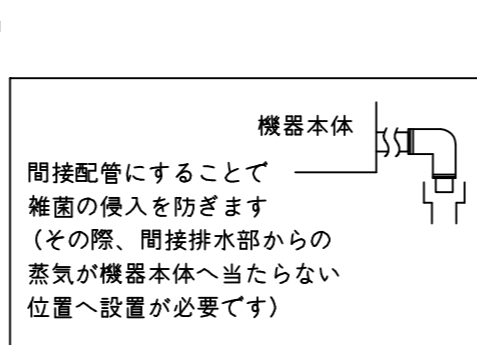 機器本体
間接配管にすることで
雑菌の侵入を防ぎます
（その際、間接排水部からの
蒸気が機器本体へ当たらない
位置へ設置が必要です）